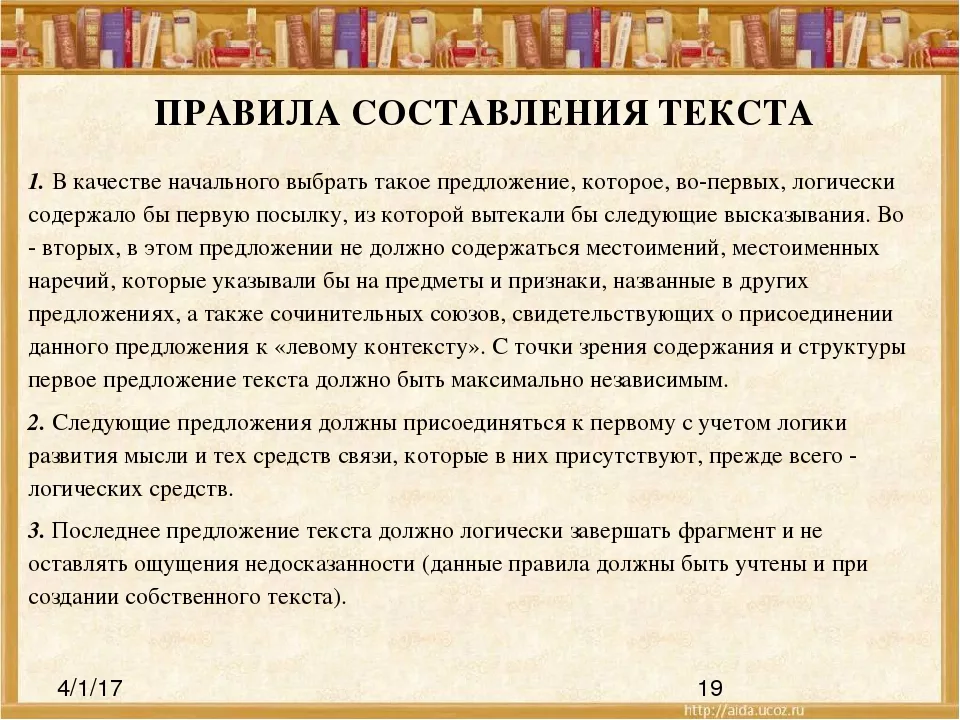 ПРАВИЛА СОСТАВЛЕНИЯ ТЕКСТА
1. В качестве начального выбрать такое предложение, которое, во-первых, логически
содержало бы первую посылку, из которой вытекали бы следующие высказывания. Во
- вторых, в этом предложении не должно содержаться местоимений, местоименных
наречий, которые указывали бы на предметы и признаки, названные в других
предложениях, а также сочинительных союзов, свидетельствующих о присоединении
данного предложения к «левому контексту». С точки зрения содержания и структуры
первое предложение текста должно быть максимально независимым.
2. Следующие предложения должны присоединяться к первому с учетом логики
развития мысли и тех средств связи, которые в них присутствуют, прежде всего -
логических средств.
3. Последнее предложение текста должно логически завершать фрагмент и не
оставлять ощущения недосказанности (данные правила должны быть учтены и при
создании собственного текста).
4/1/17 19
http://aida.ucoz.ru